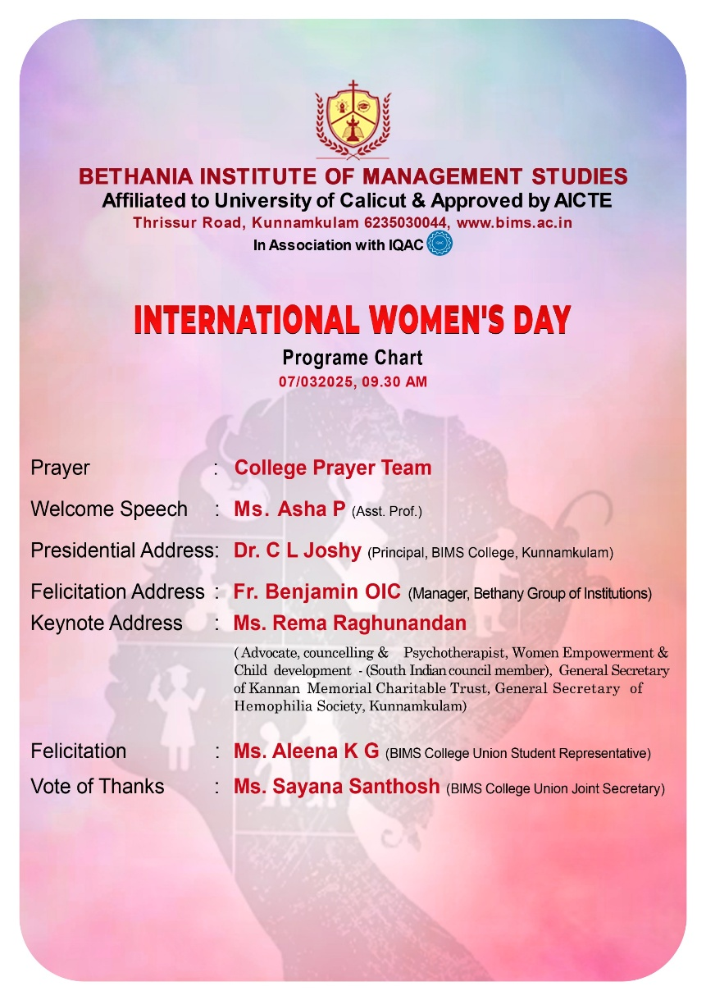 BETHANIA INSTITUTE OF MANAGEMENT STUDIES
Affiliated to University of Calicut & Approved by AICTE
Thrissur Road, Kunnamkulam 6235030044, www.bims.ac.in
In Association with IQAC
INTERNATIONAL WOMEN'S DAY
Programe Chart
07/032025, 09.30 AM
Prayer : College Prayer Team
Welcome Speech : Ms. Asha P (Asst. Prof.)
Presidential Address: Dr. C L Joshy (Principal, BIMS College, Kunnamkulam)
Felicitation Address : Fr. Benjamin OIC (Manager, Bethany Group of Institutions)
Keynote Address : Ms. Rema Raghunandan
( Advocate, councelling & Psychotherapist, Women Empowerment &
Child development - (South Indian council member), General Secretary
of Kannan Memorial Charitable Trust, General Secretary of
Hemophilia Society, Kunnamkulam)
Felicitation : Ms. Aleena K G (BIMS College Union Student Representative)
Vote of Thanks : Ms. Sayana Santhosh (BIMS College Union Joint Secretary)